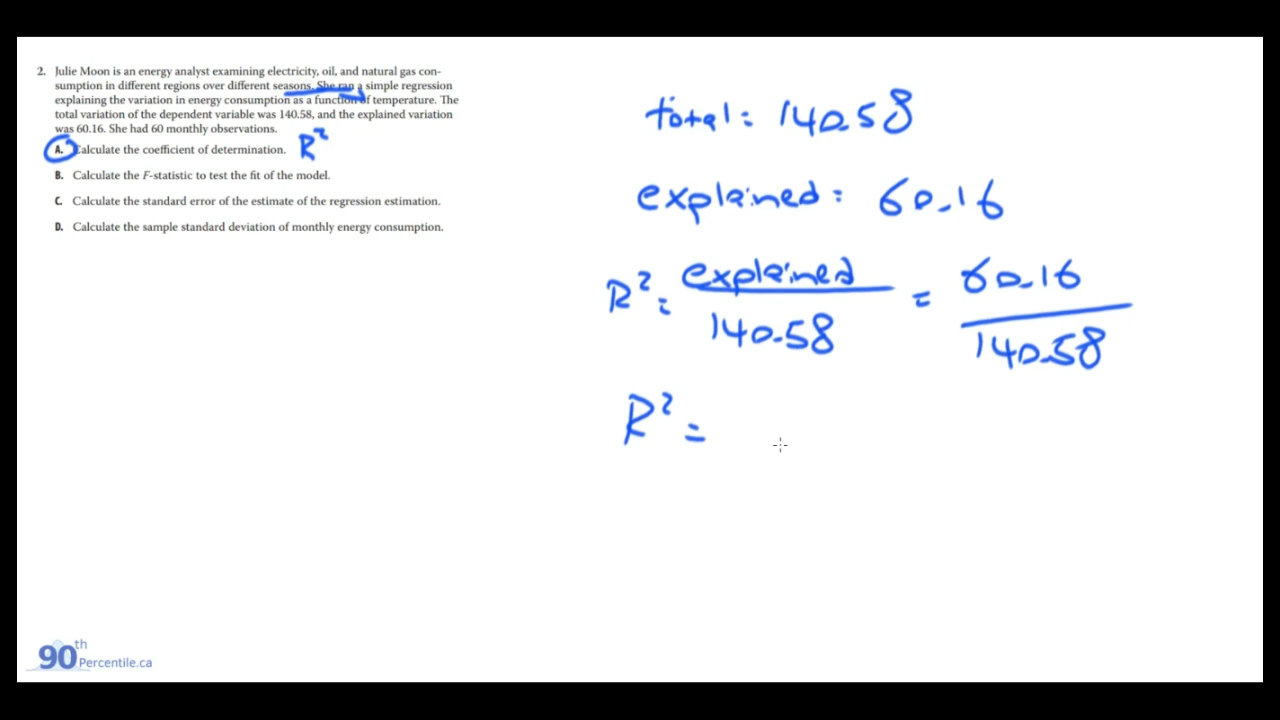 2. Julie Moon is an energy analyst examining electricity, oil, and natural gas con-
sumption in different regions over different seasons. She ran a simple regression
explaining the variation in energy consumption as a function of temperature. The
total variation of the dependent variable was 140.58, and the explained variation
was 60.16. She had 60 monthly observations.
A. Calculate the coefficient of determination. R²
B. Calculate the F-statistic to test the fit of the model.
C. Calculate the standard error of the estimate of the regression estimation.
D. Calculate the sample standard deviation of monthly energy consumption.
total: 140.58
explained: 60.16
R² = explained / 140.58 = 60.16 / 140.58
R² =
90th
Percentile.ca